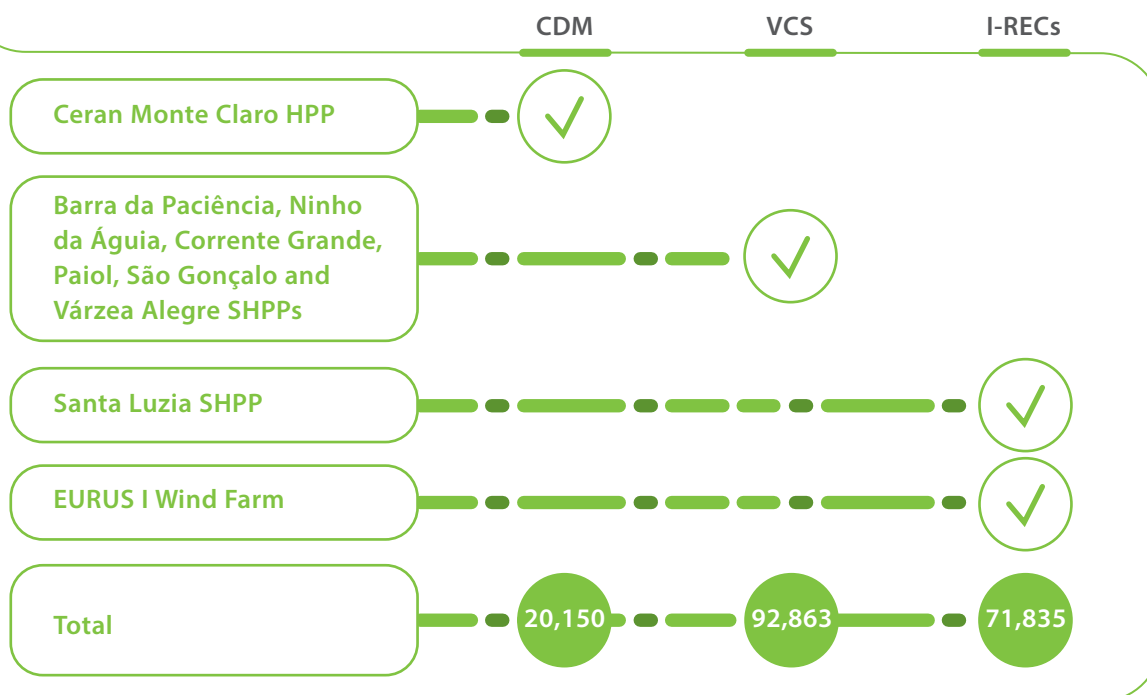 CDM VCS I-RECs
Ceran Monte Claro HPP
Barra da Paciência, Ninho
da Águia, Corrente Grande,
Paiol, São Gonçalo and
Várzea Alegre SHPPs
Santa Luzia SHPP
EURUS I Wind Farm
Total 20,150 92,863 71,835